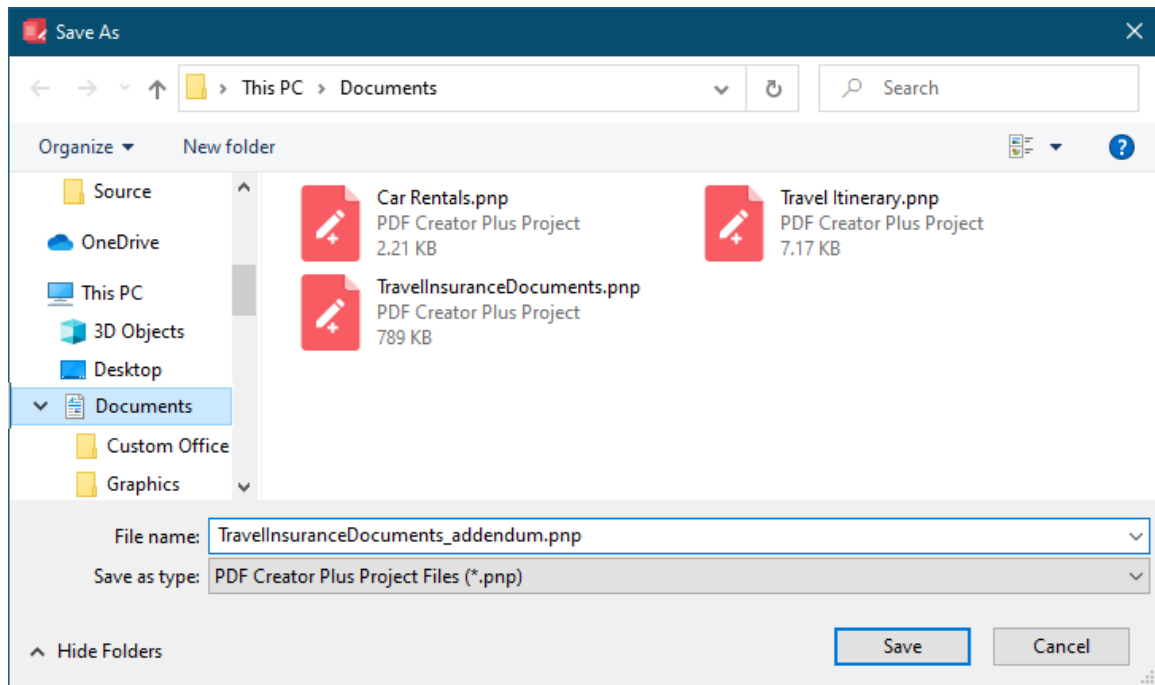 Save As
This PC > Documents
Search
Organize
New folder
Source
OneDrive
This PC
3D Objects
Desktop
Documents
Custom Office
Graphics
Car Rentals.pnp
PDF Creator Plus Project
2.21 KB
Travel Itinerary.pnp
PDF Creator Plus Project
7.17 KB
TravelInsuranceDocuments.pnp
PDF Creator Plus Project
789 KB
File name: TravelInsuranceDocuments_addendum.pnp
Save as type: PDF Creator Plus Project Files (*.pnp)
Hide Folders
Save
Cancel